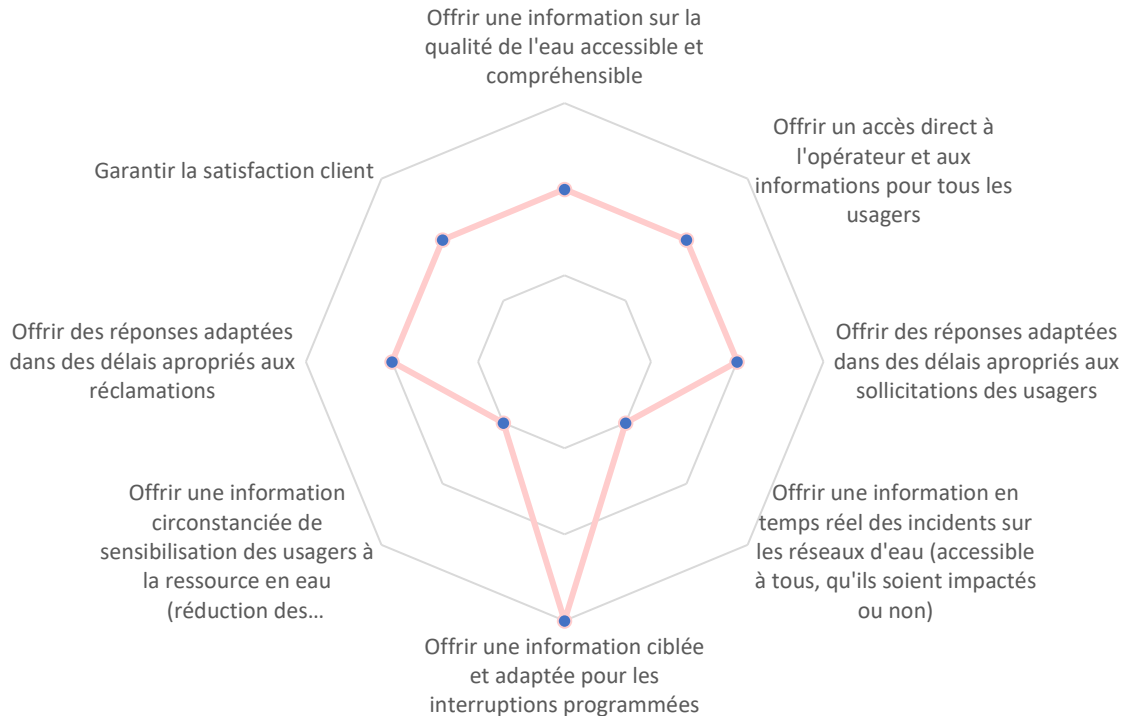 Offrir une information sur la
qualité de l'eau accessible et
compréhensible
Offrir un accès direct à
l'opérateur et aux
informations pour tous les
usagers
Garantir la satisfaction client
Offrir des réponses adaptées
dans des délais apropriés aux
réclamations
Offrir des réponses adaptées
dans des délais apropriés aux
sollicitations des usagers
Offrir une information
circonstanciée de
sensibilisation des usagers à
la ressource en eau
(réduction des…
Offrir une information en
temps réel des incidents sur
les réseaux d'eau (accessible
à tous, qu'ils soient impactés
ou non)
Offrir une information ciblée
et adaptée pour les
interruptions programmées